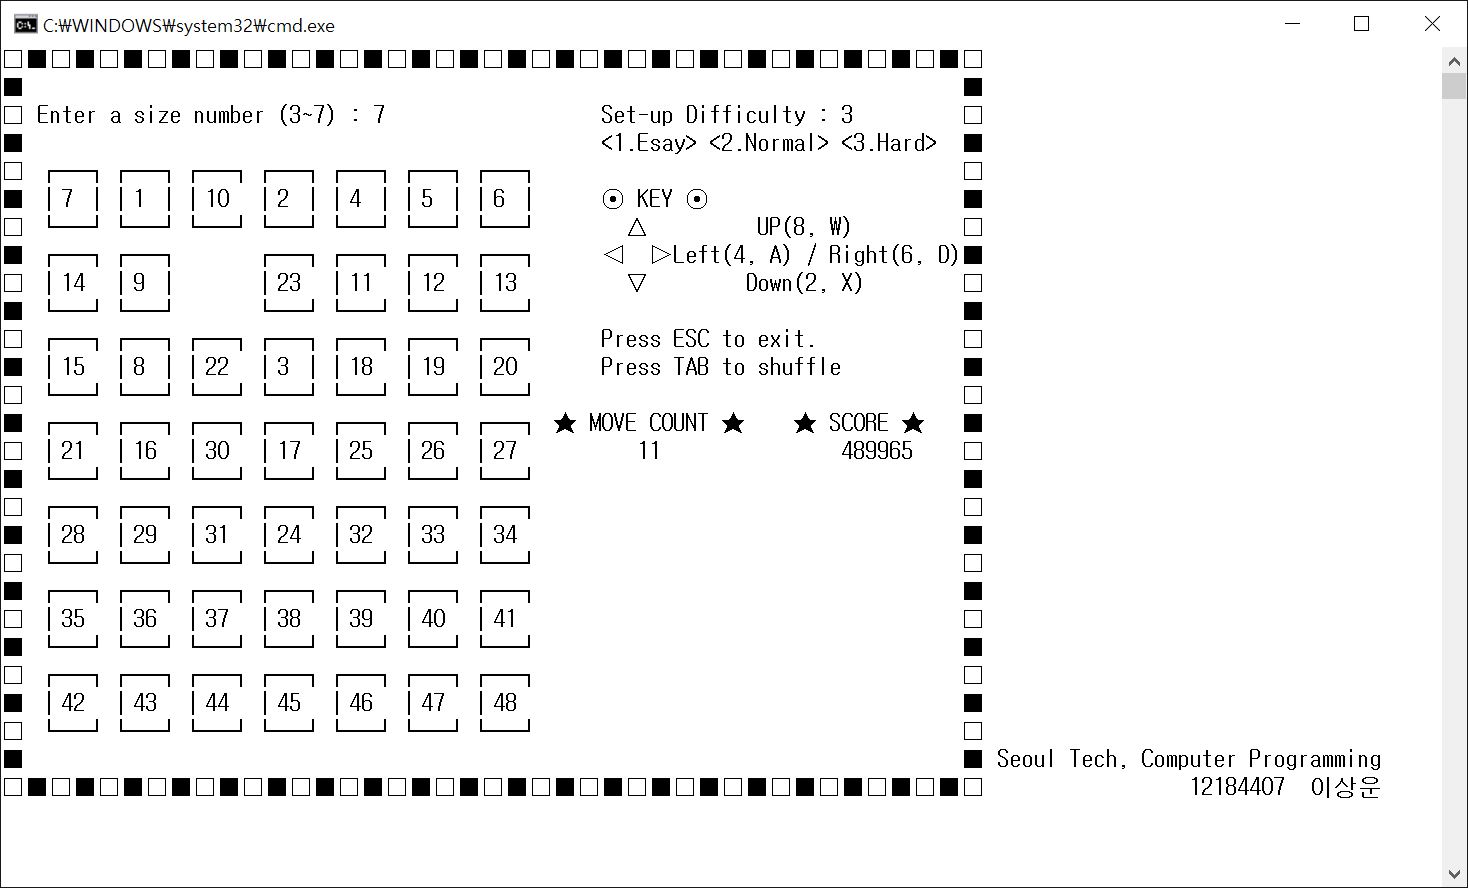 C:₩WINDOWS₩system32₩cmd.exe
Enter a size number (3~7) : 7
Set-up Difficulty : 3
<1.Esay> <2.Normal> <3.Hard>
7 1 10 2 4 5 6
⊙ KEY ⊙
△ UP(8, W)
◁ ▷Left(4, A) / Right(6, D)
14 9 23 11 12 13
▽ Down(2, X)
Press ESC to exit.
15 8 22 3 18 19 20
Press TAB to shuffle
★ MOVE COUNT ★ ★ SCORE ★
21 16 30 17 25 26 27
11 489965
28 29 31 24 32 33 34
35 36 37 38 39 40 41
42 43 44 45 46 47 48
Seoul Tech, Computer Programming
12184407 이상운